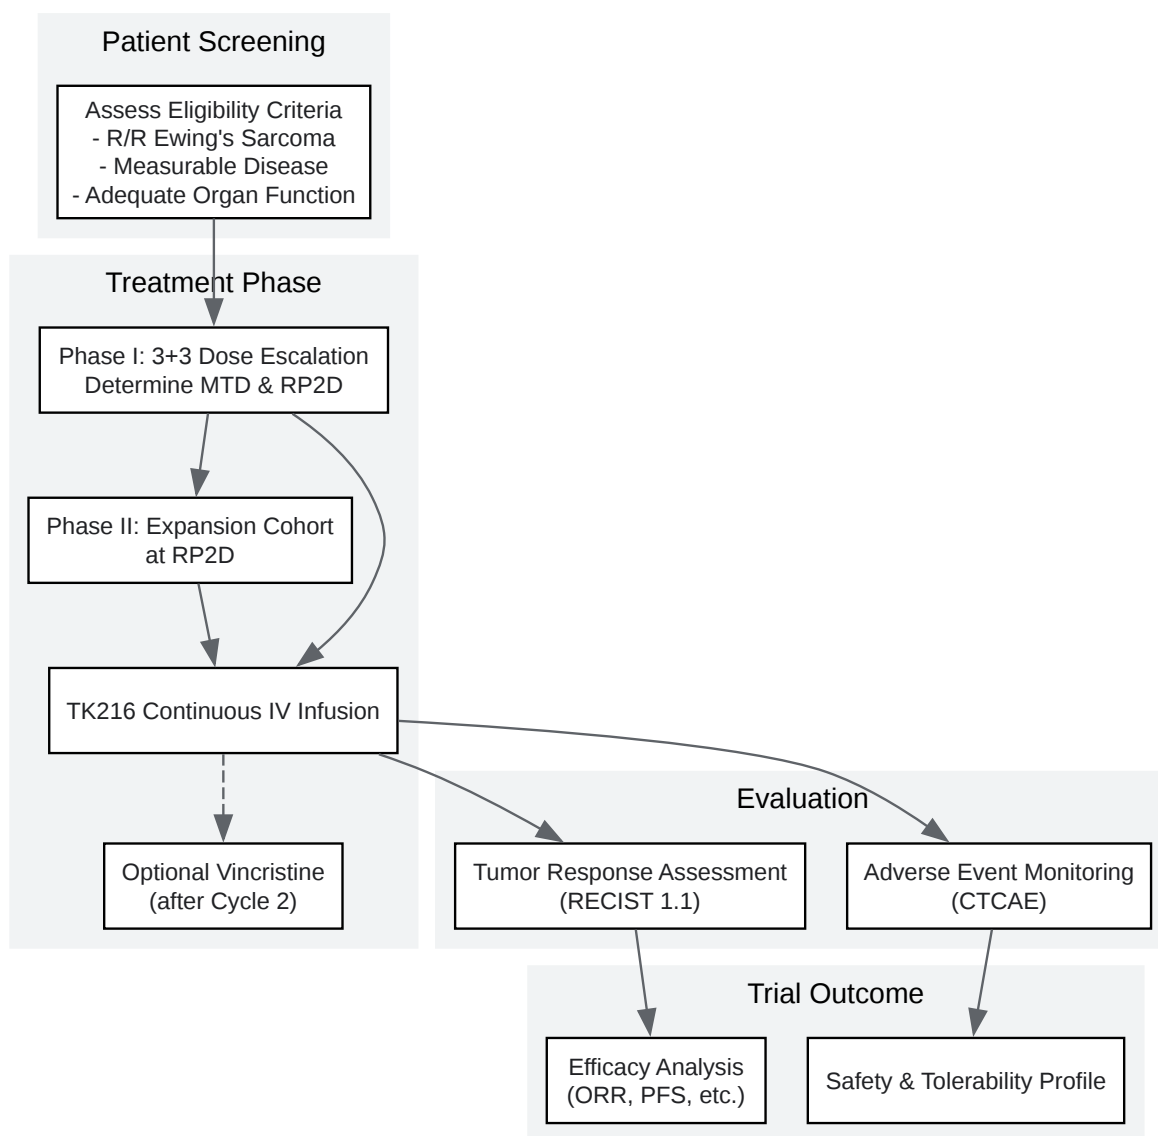 Patient Screening
Assess Eligibility Criteria
- R/R Ewing's Sarcoma
- Measurable Disease
- Adequate Organ Function
Treatment Phase
Phase I: 3+3 Dose Escalation
Determine MTD & RP2D
Phase II: Expansion Cohort
at RP2D
TK216 Continuous IV Infusion
Optional Vincristine
(after Cycle 2)
Evaluation
Tumor Response Assessment
(RECIST 1.1)
Adverse Event Monitoring
(CTCAE)
Trial Outcome
Efficacy Analysis
(ORR, PFS, etc.)
Safety & Tolerability Profile